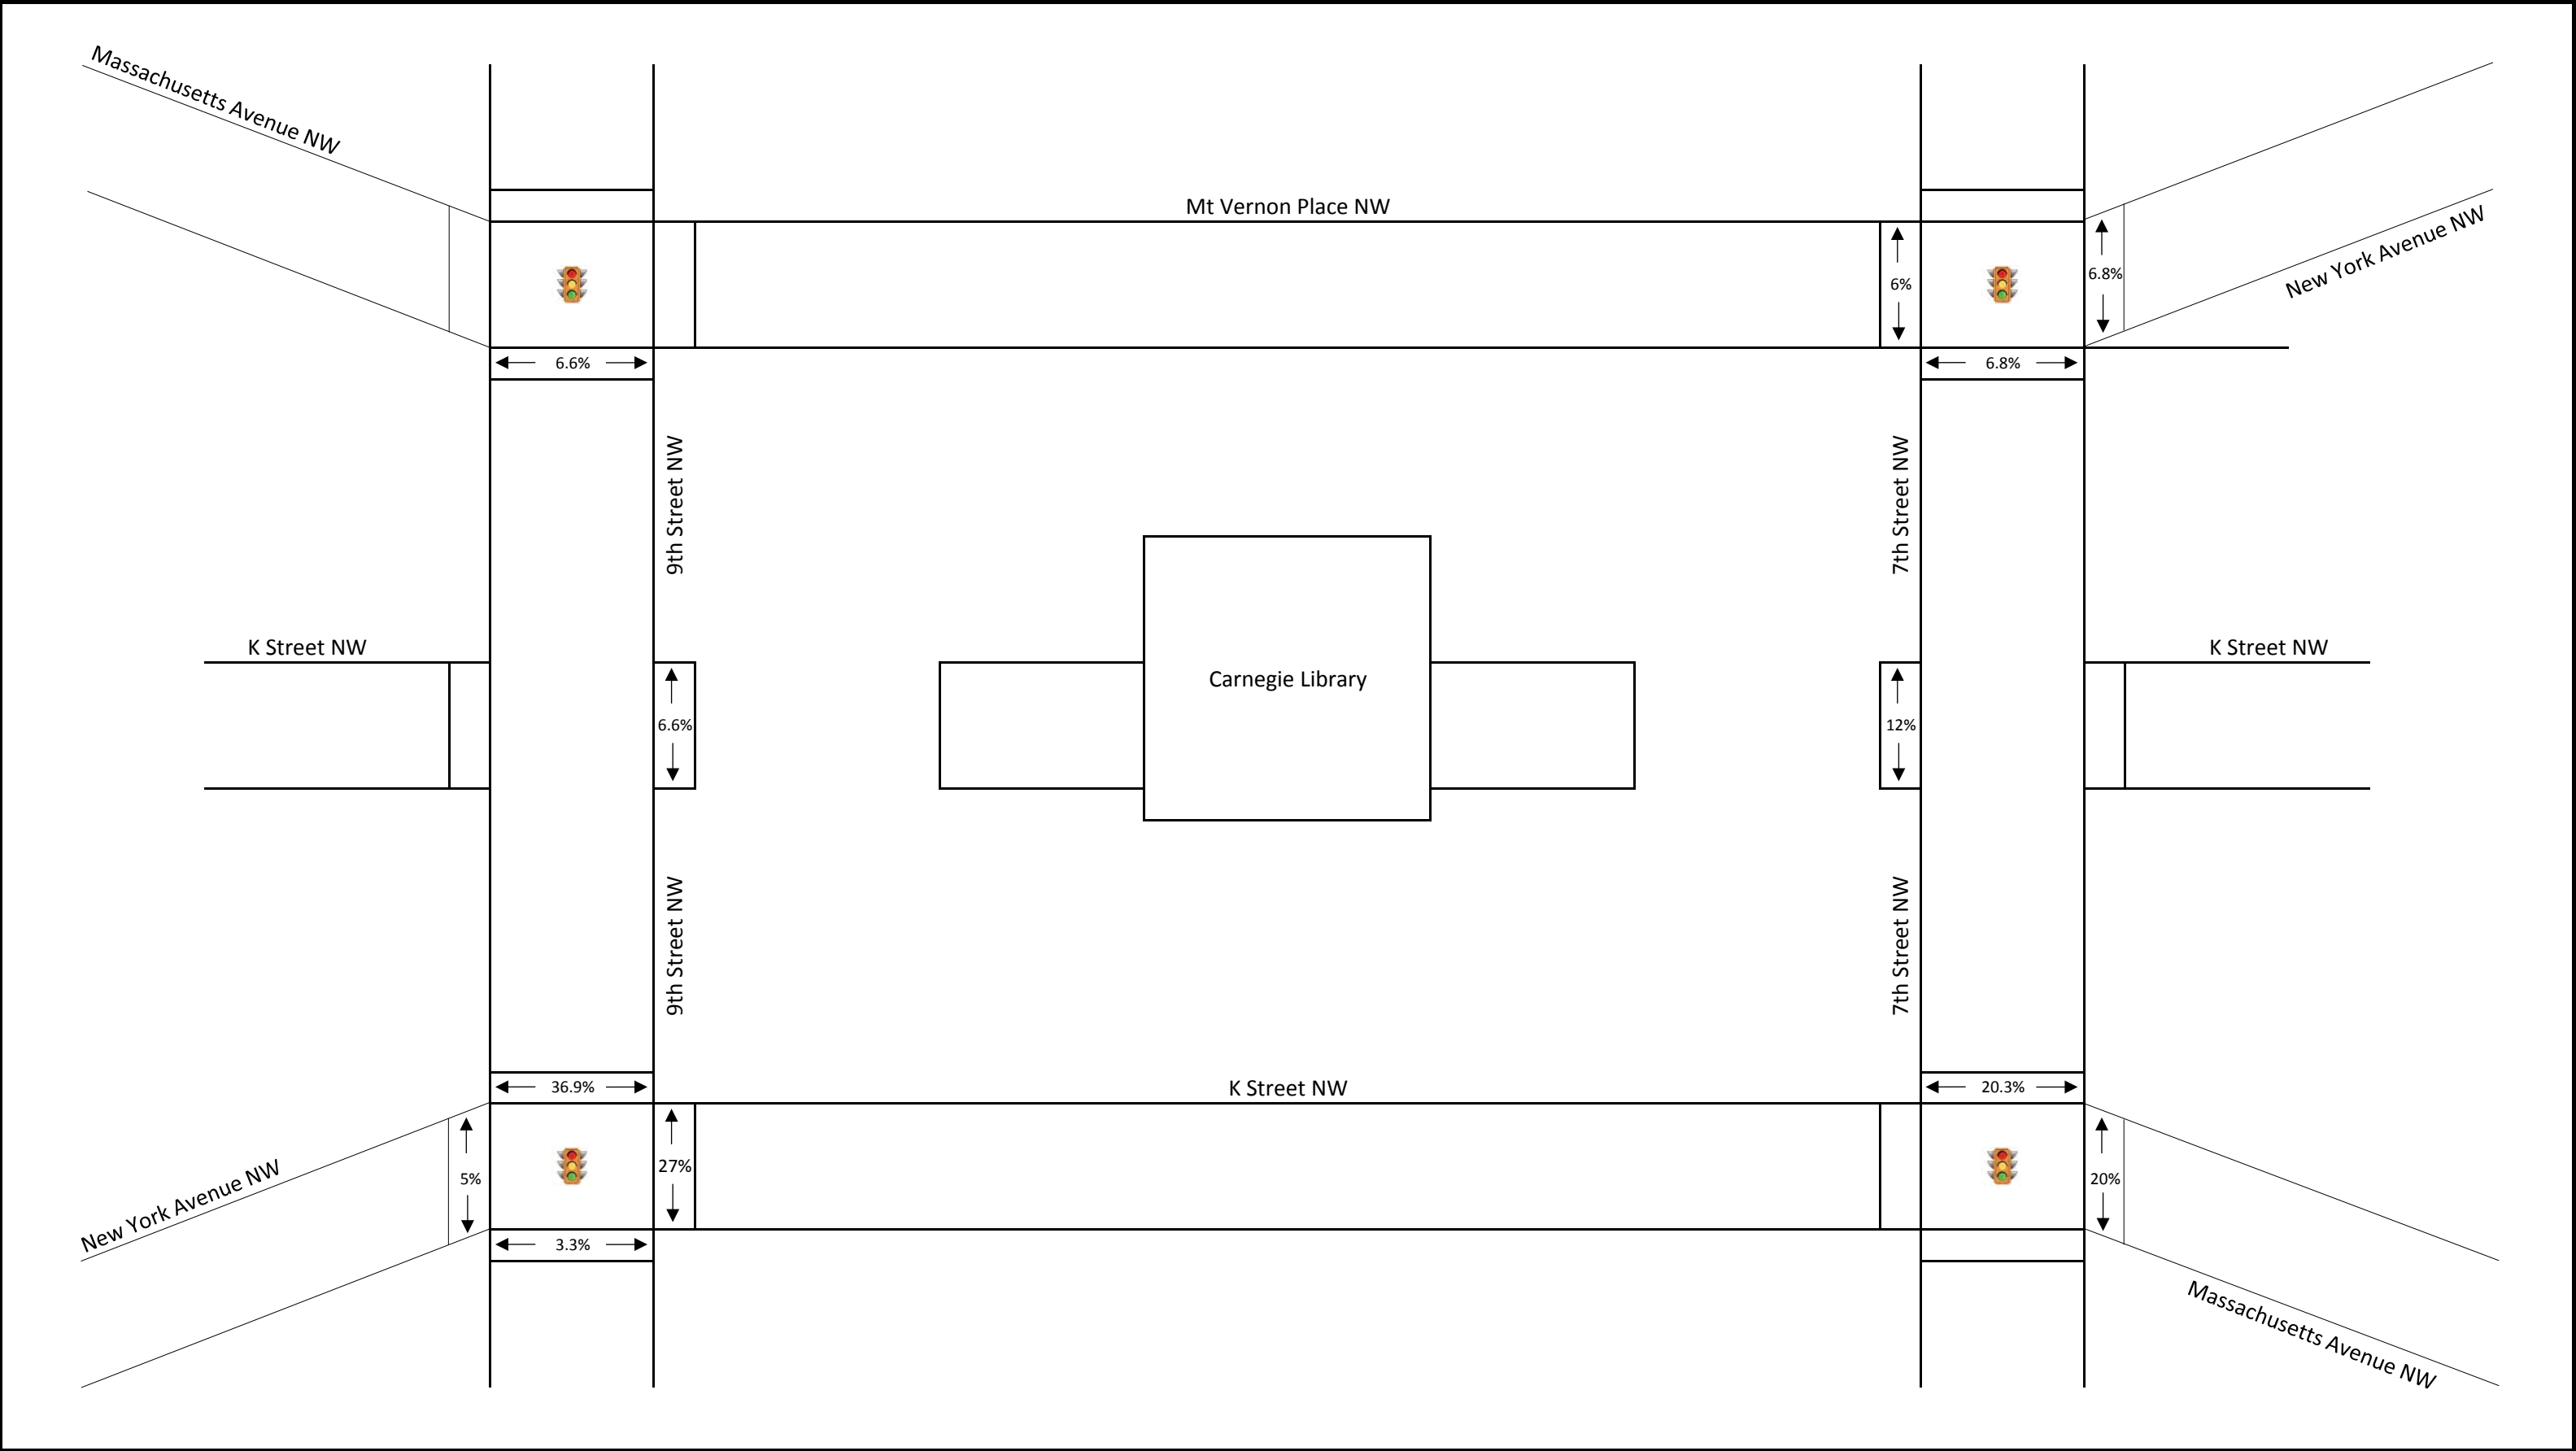 Massachusetts Avenue NW
Mt Vernon Place NW
New York Avenue NW
6%
6.8%
6.6%
6.8%
9th Street NW
7th Street NW
K Street NW
K Street NW
Carnegie Library
6.6%
12%
9th Street NW
7th Street NW
36.9%
K Street NW
20.3%
New York Avenue NW
5%
27%
20%
3.3%
Massachusetts Avenue NW